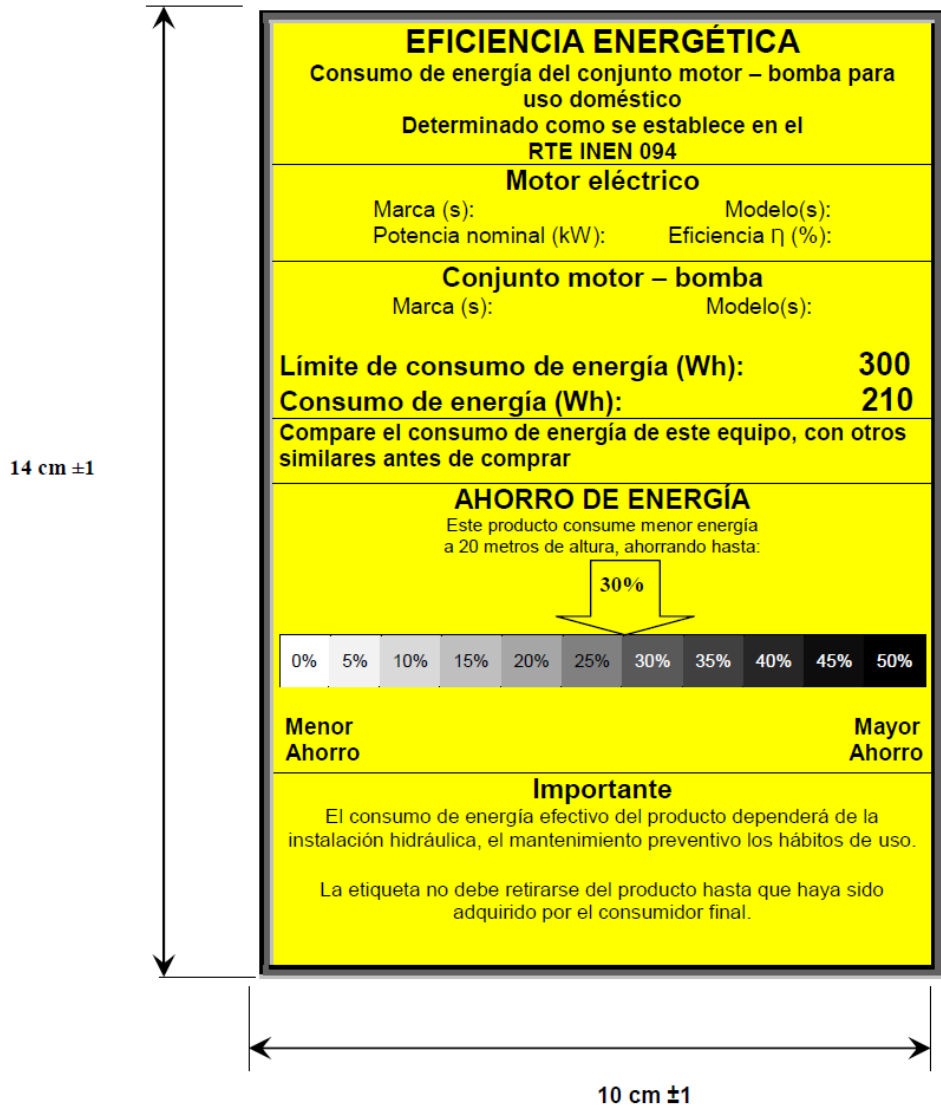 EFICIENCIA ENERGÉTICA
Consumo de energía del conjunto motor – bomba para
uso doméstico
Determinado como se establece en el
RTE INEN 094
Motor eléctrico
Marca (s): Modelo(s):
Potencia nominal (kW): Eficiencia Ƞ (%):
Conjunto motor – bomba
Marca (s): Modelo(s):
Límite de consumo de energía (Wh): 300
Consumo de energía (Wh): 210
Compare el consumo de energía de este equipo, con otros
similares antes de comprar
14 cm ±1
AHORRO DE ENERGÍA
Este producto consume menor energía
a 20 metros de altura, ahorrando hasta:
30%
0% 5% 10% 15% 20% 25% 30% 35% 40% 45% 50%
Menor Mayor
Ahorro Ahorro
Importante
El consumo de energía efectivo del producto dependerá de la
instalación hidráulica, el mantenimiento preventivo los hábitos de uso.
La etiqueta no debe retirarse del producto hasta que haya sido
adquirido por el consumidor final.
10 cm ±1